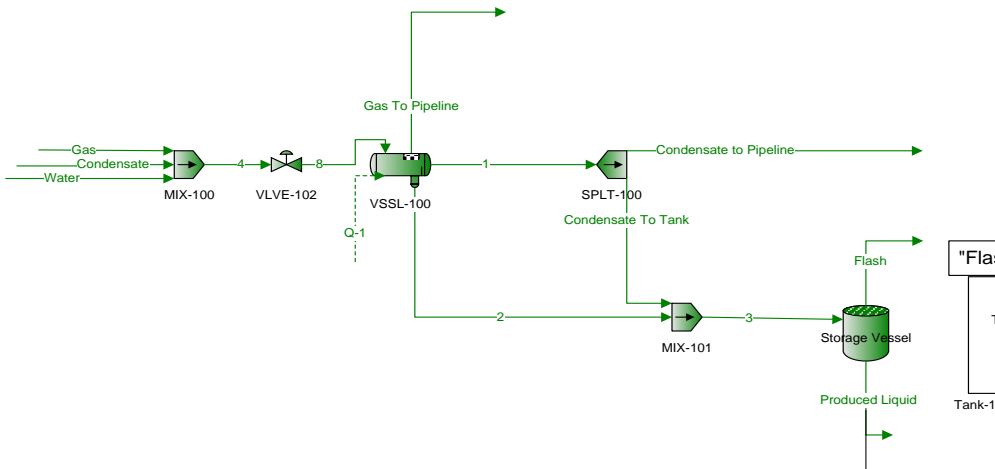 Gas To Pipeline
Gas
Condensate
Water
4
8
1
Condensate to Pipeline
MIX-100
VLVE-102
VSSL-100
SPLT-100
Q-1
Condensate To Tank
Flash
"Flas
2
3
MIX-101
Storage Vessel
T
Produced Liquid
Tank-1